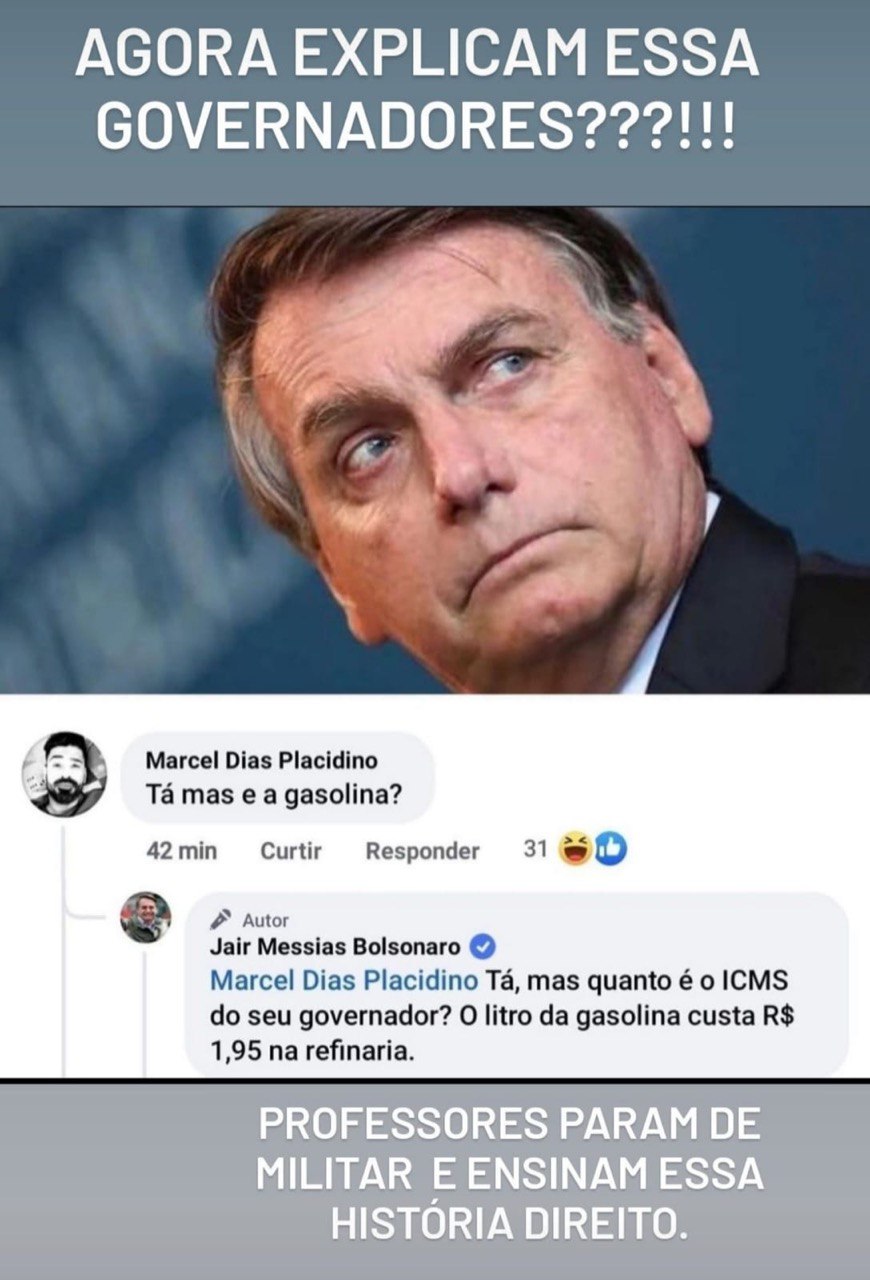 AGORA EXPLICAM ESSA
GOVERNADORES???!!!
Marcel Dias Placidino
Tá mas e a gasolina?
42 min Curtir Responder 31
Autor
Jair Messias Bolsonaro
Marcel Dias Placidino Tá, mas quanto é o ICMS
do seu governador? O litro da gasolina custa R$
1,95 na refinaria.
PROFESSORES PARAM DE
MILITAR E ENSINAM ESSA
HISTÓRIA DIREITO.